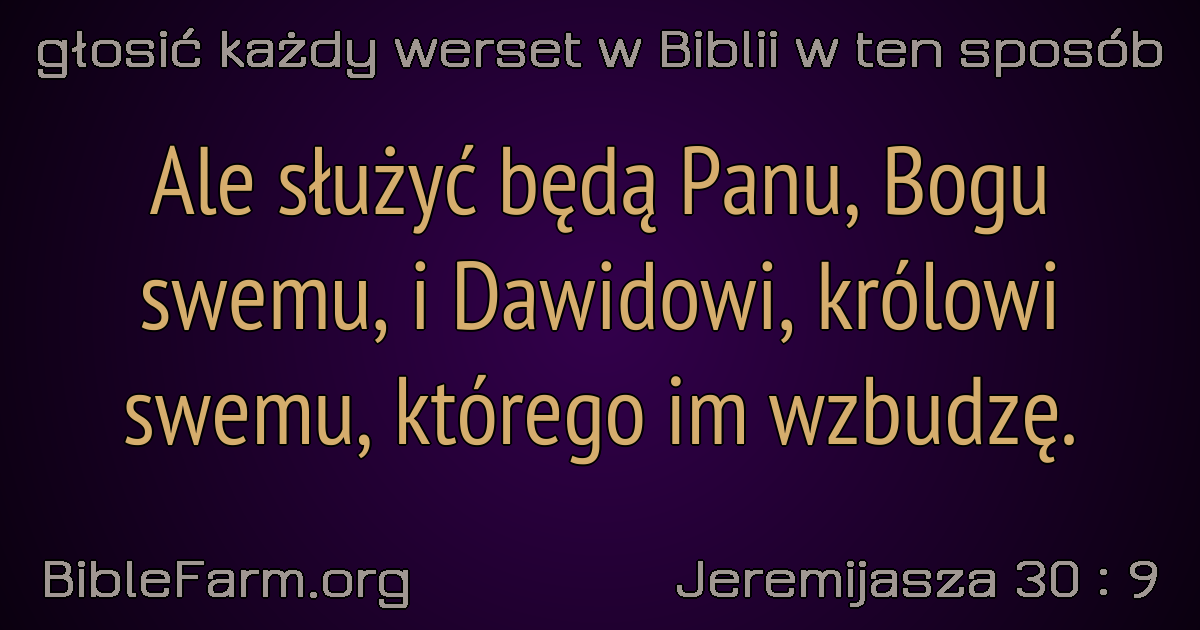 głosić każdy werset w Biblii w ten sposób
Ale służyć będą Panu, Bogu
swemu, i Dawidowi, królowi
swemu, którego im wzbudzę.
BibleFarm.org
Jeremijasza 30 : 9